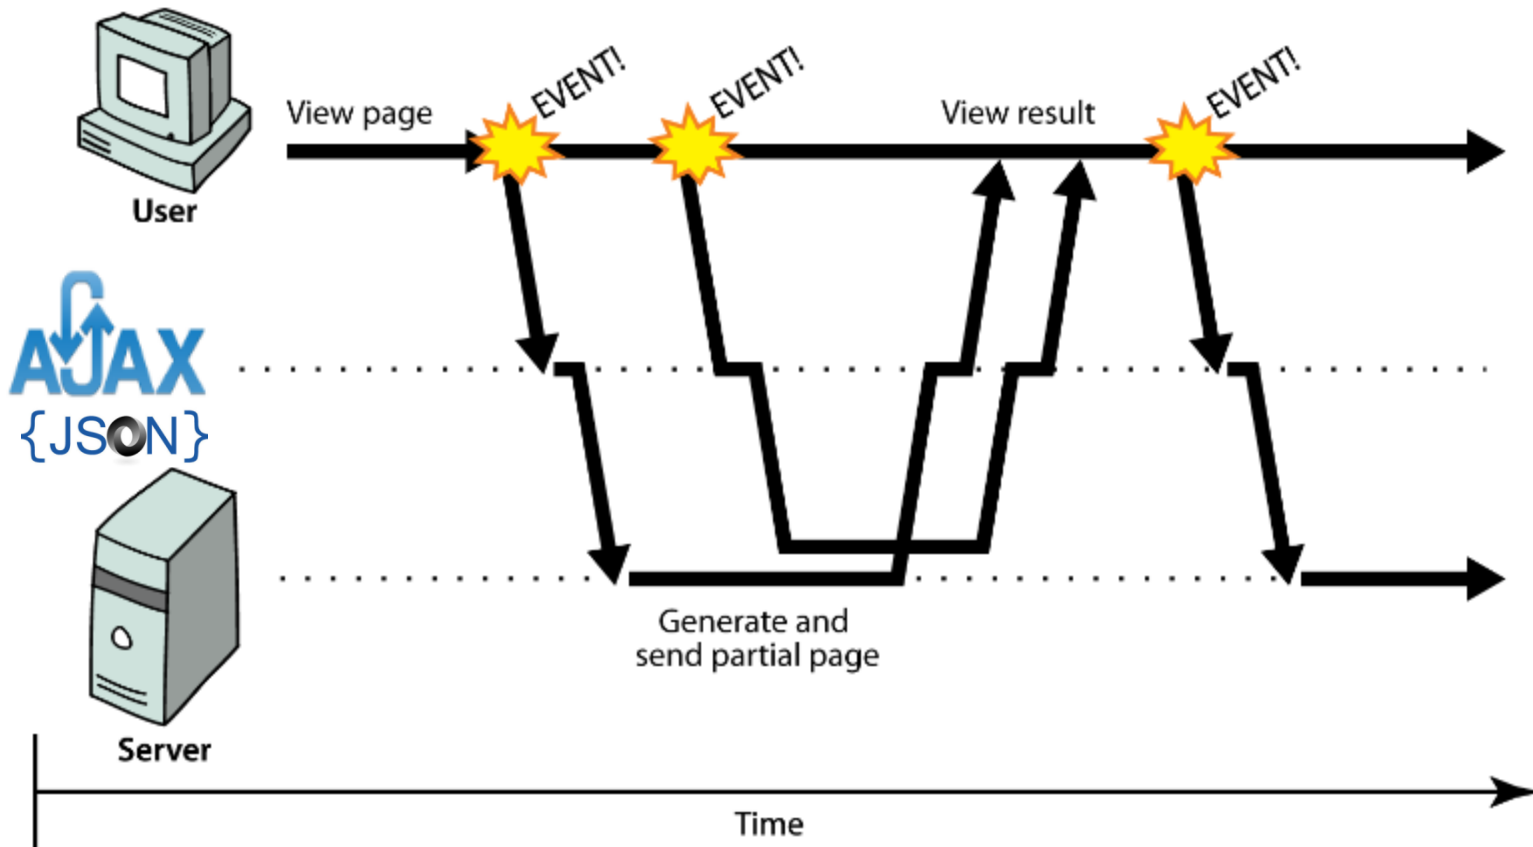 EVENT!
EVENT!
EVENT!
View page
View result
User
AJAX
{JSON}
Generate and
send partial page
Server
Time